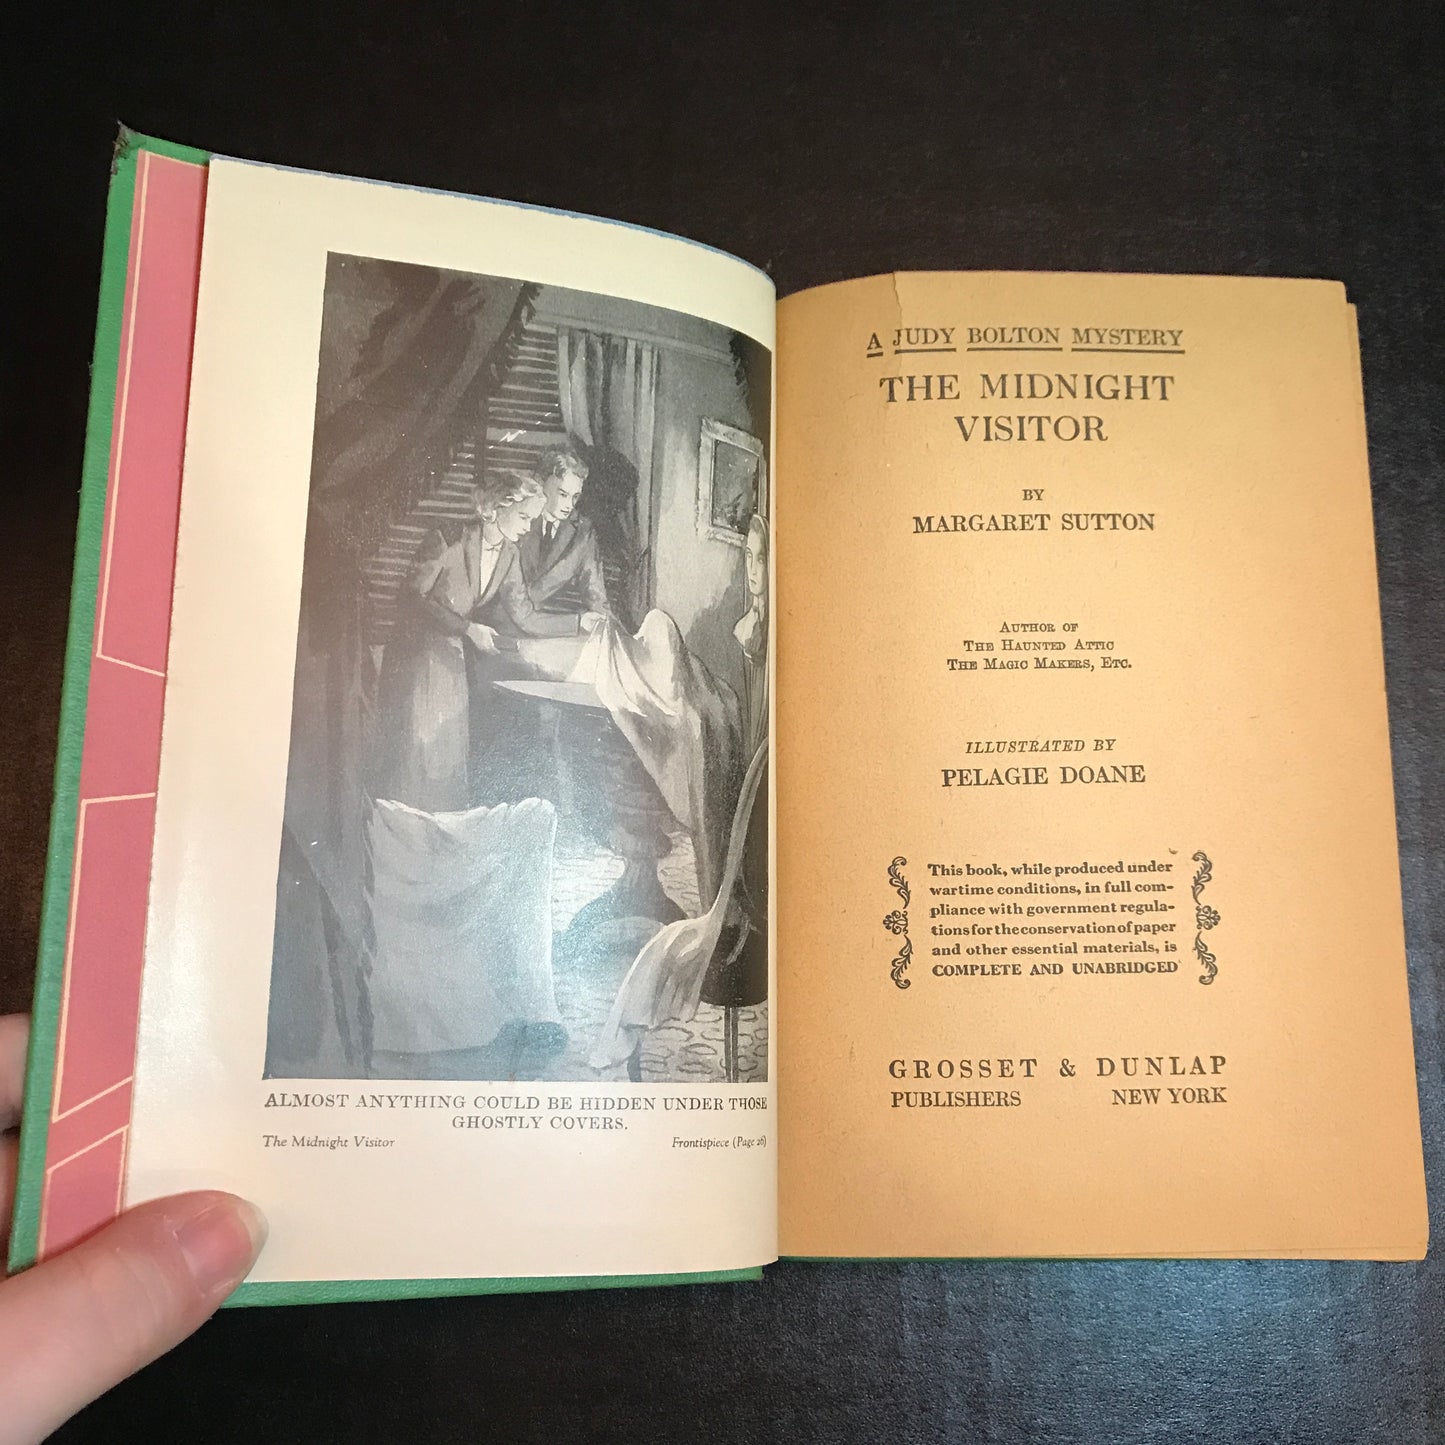 ALMOST ANYTHING COULD BE HIDDEN UNDER THOSE
GHOSTLY COVERS.
The Midnight Visitor Frontispiece (Page 26)
A JUDY BOLTON MYSTERY
THE MIDNIGHT
VISITOR
BY
MARGARET SUTTON
AUTHOR OF
THE HAUNTED ATTIC
THE MAGIC MAKERS, ETC.
ILLUSTRATED BY
PELAGIE DOANE
This book, while produced under
wartime conditions, in full com-
pliance with government regula-
tions for the conservation of paper
and other essential materials, is
COMPLETE AND UNABRIDGED
GROSSET & DUNLAP
PUBLISHERS NEW YORK